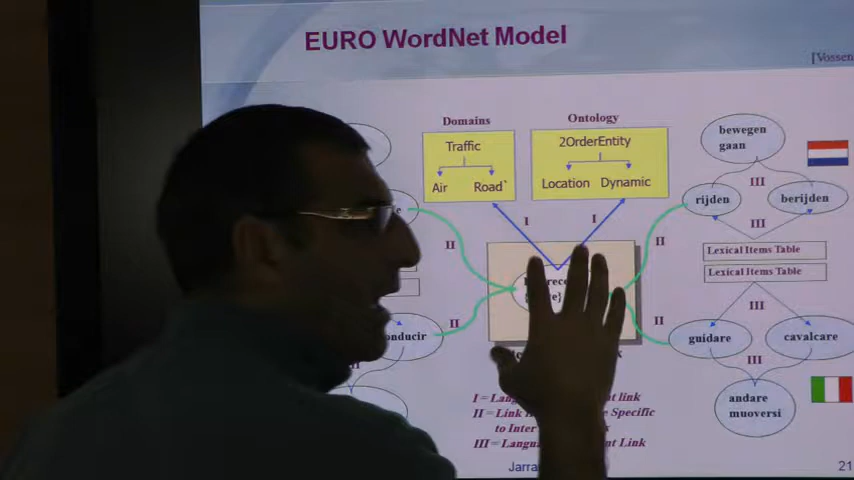 EURO WordNet Model
[Vossen
Domains
Ontology
Traffic
Air
Road`
2OrderEntity
Location
Dynamic
bewegen
gaan
III
rijden
berijden
III
I
I
II
II
Lexical Items Table
Lexical Items Table
II
II
III
guidare
cavalcare
III
andare
muoversi
I = Lang link
II = Link Specific
to Inter
III = Link
Jarra
21